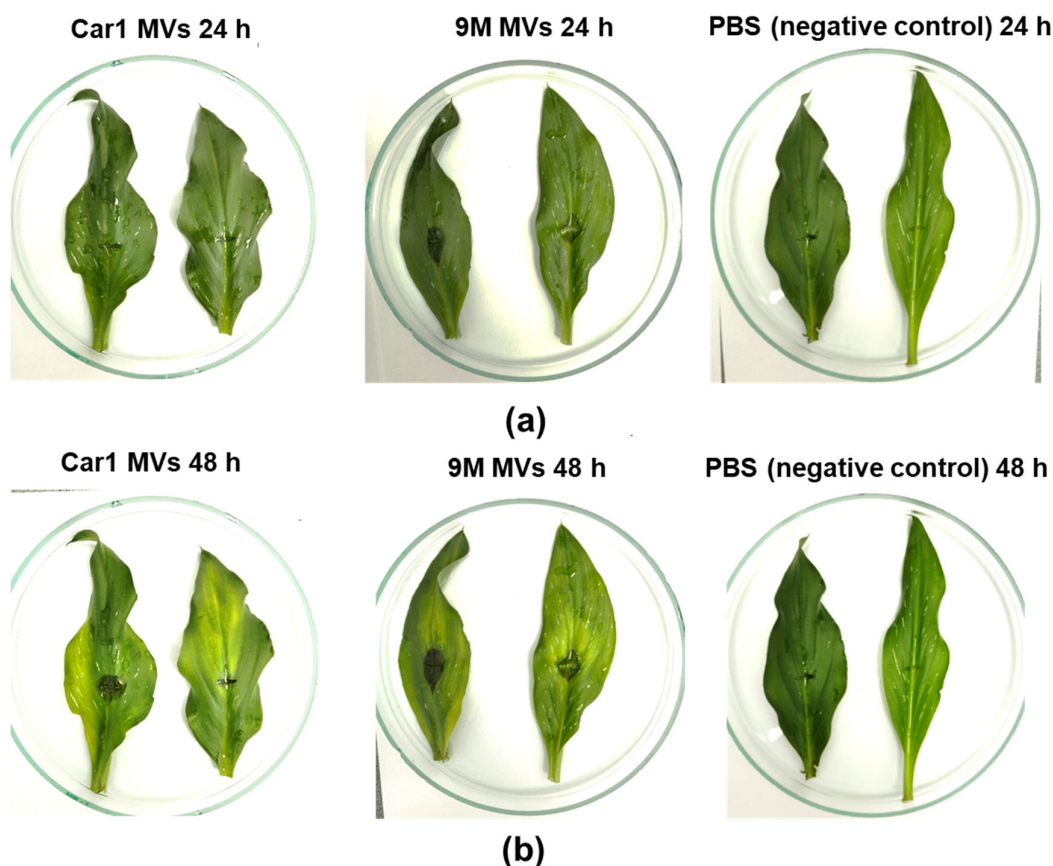 Car1 MVs 24 h
9M MVs 24 h
PBS (negative control) 24 h
(a)
Car1 MVs 48 h
9M MVs 48 h
PBS (negative control) 48 h
(b)